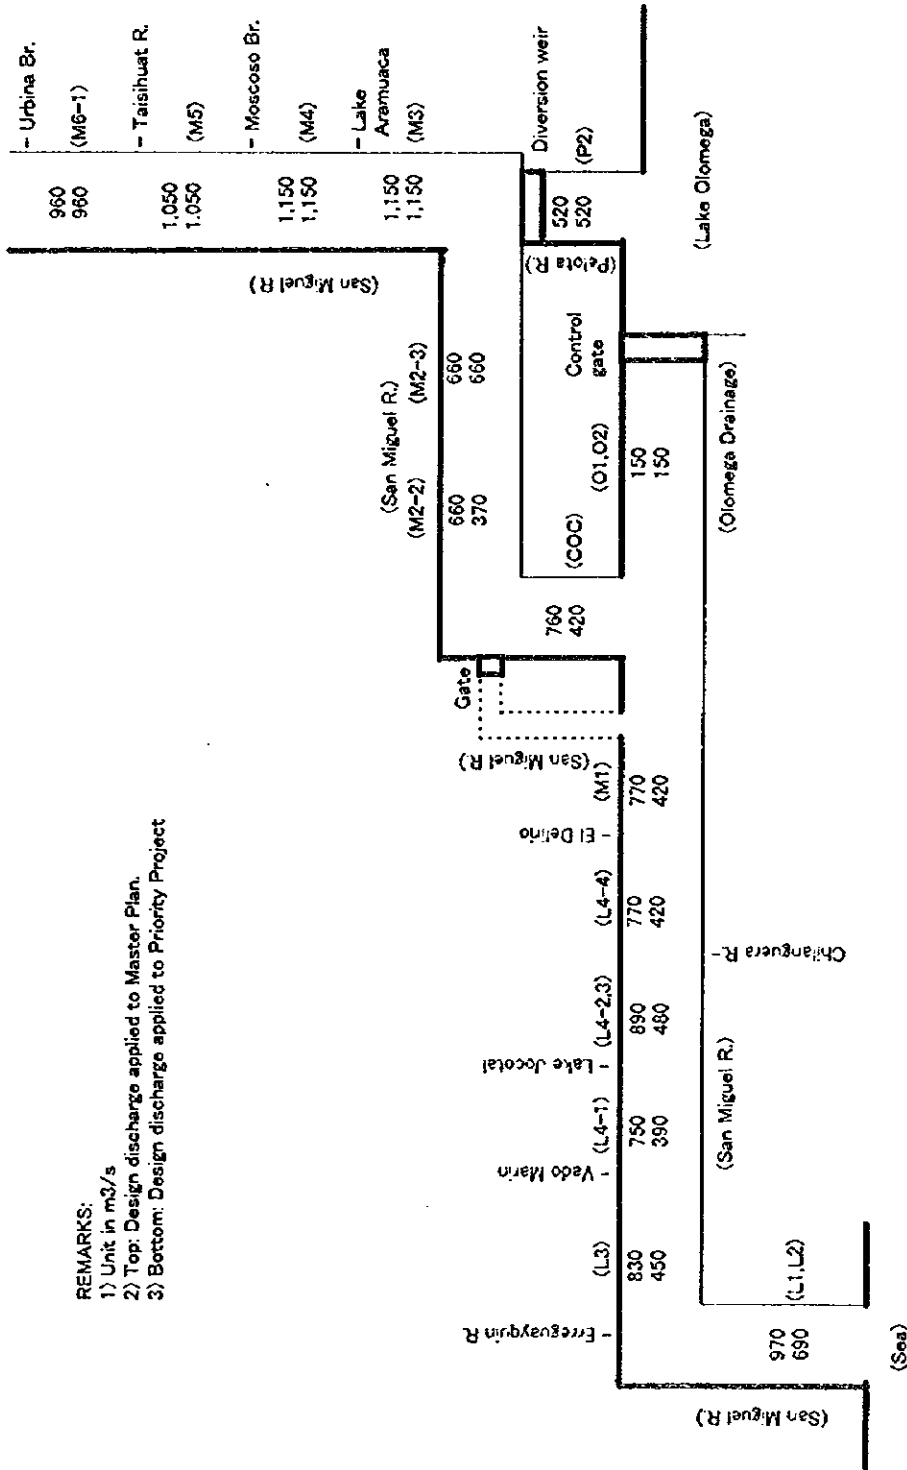 REMARKS:
1) Unit in m3/s
2) Top: Design discharge applied to Master Plan.
3) Bottom: Design discharge applied to Priority Project
- Urbina Br.
(M6-1)
960
960
- Taisihuat R.
(M5)
1.050
1.050
- Moscoso Br.
(M4)
1,150
1,150
- Lake
Aramuaca
(M3)
1,150
1,150
(San Miguel R.)
(San Miguel R.)
(M2-2)
660
370
(M2-3)
660
660
Diversion weir
(P2)
520
520
(Pelota R.)
(Lake Olomega)
Control
gate
(O1,O2)
150
150
(Olomega Drainage)
(COC)
760
420
Gate
(San Miguel R.)
(M1)
770
420
- El Delirio
(L4-4)
770
420
Chilanguera R. -
(L4-2,3)
890
480
- Lake Jocotal
(L4-1)
750
390
- Vado Marin
(San Miguel R.)
(L3)
830
450
- Erreguayquin R.
(L1,L2)
970
690
(San Miguel R.)
(Sea)